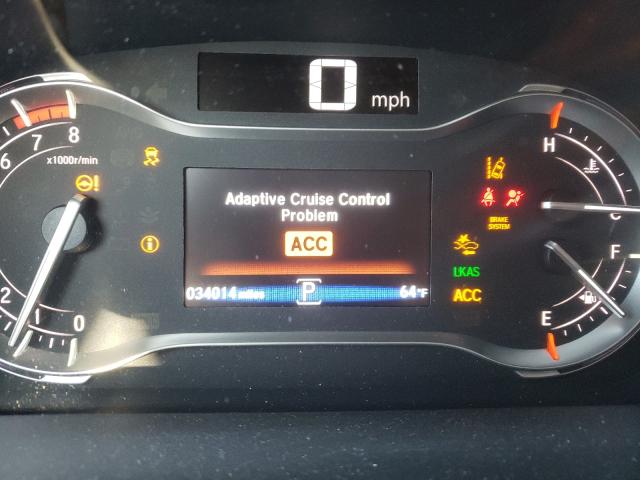 0 mph
6 7 8
x1000r/min
Adaptive Cruise Control
Problem
ACC
H
C
BRAKE
SYSTEM
LKAS
ACC
F
E
2 1 0
034014 miles P 64°F